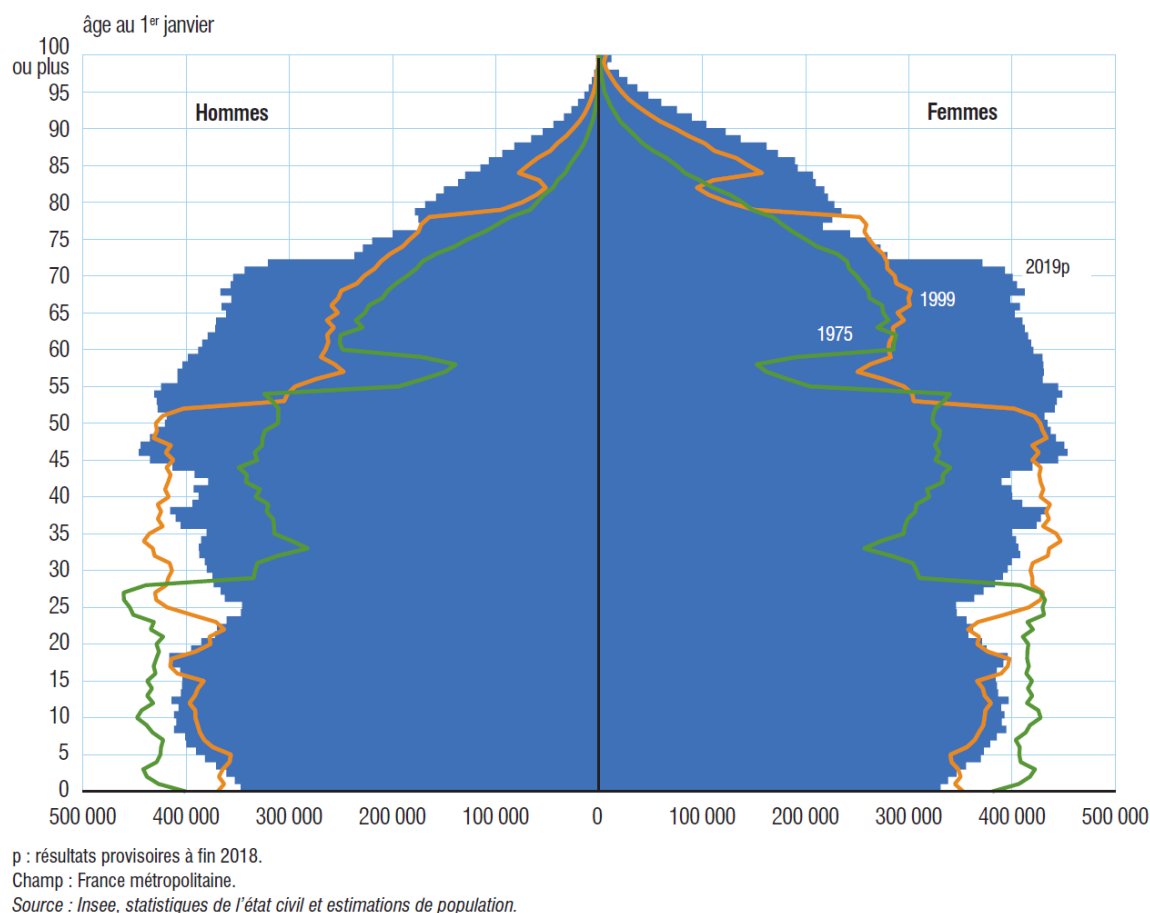 âge au 1er janvier
100
ou plus
95
90
85
80
75
70
65
60
55
50
45
40
35
30
25
20
15
10
5
0
Hommes
Femmes
2019p
1999
1975
500 000 400 000 300 000 200 000 100 000 0 100 000 200 000 300 000 400 000 500 000
p : résultats provisoires à fin 2018.
Champ : France métropolitaine.
Source : Insee, statistiques de l'état civil et estimations de population.